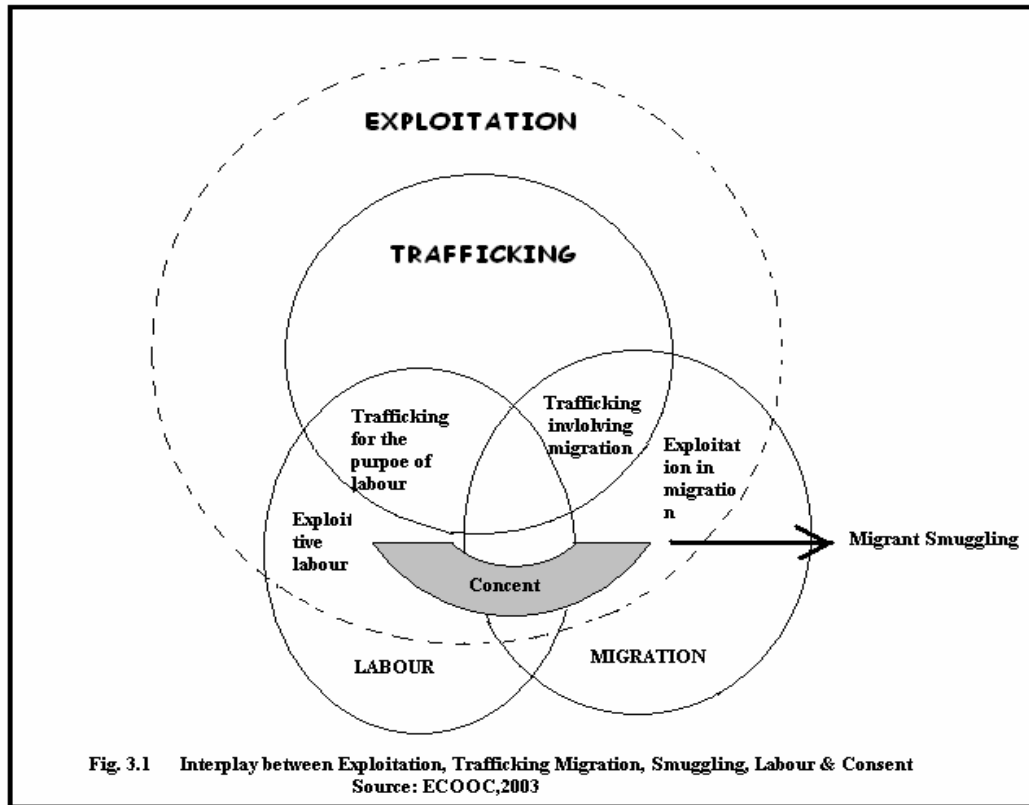 EXPLOITATION
TRAFFICKING
Trafficking
for the
purpoe of
labour
Trafficking
invlolving
migration
Exploitat
ion in
migratio
n
Exploit
tive
labour
Migrant Smuggling
Concent
LABOUR
MIGRATION
Fig. 3.1 Interplay between Exploitation, Trafficking Migration, Smuggling, Labour & Consent
Source: ECOOC,2003